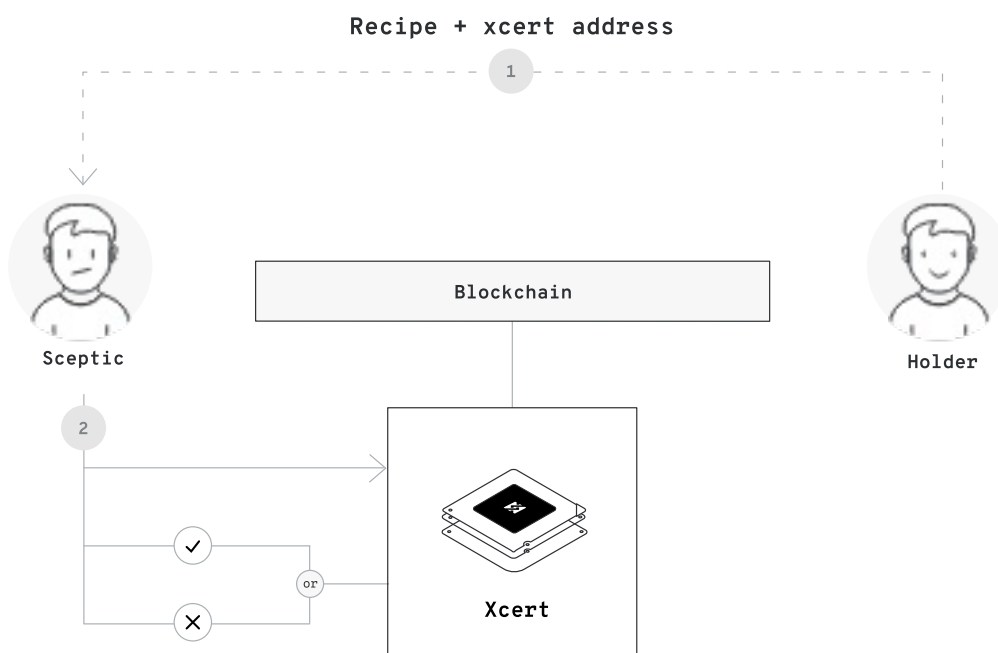 Recipe + xcert address
1
Blockchain
Sceptic
Holder
2
or
Xcert